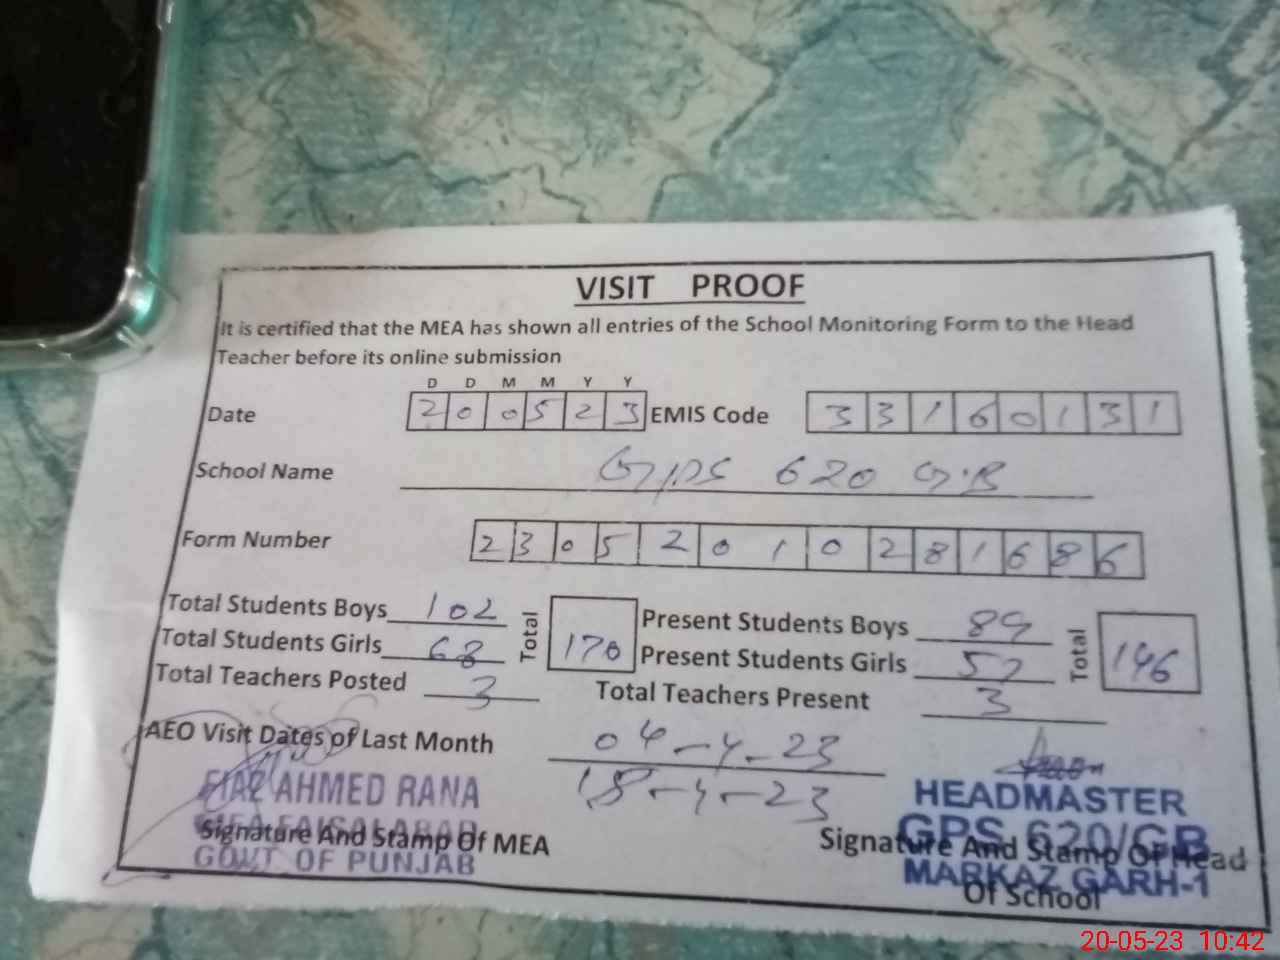 VISIT PROOF
It is certified that the MEA has shown all entries of the School Monitoring Form to the Head
Teacher before its online submission
D D M M Y Y
Date 2 0 0 5 2 3 EMIS Code 3 3 1 6 0 1 3 1
School Name GPS 620 G.B
Form Number 2 3 0 5 2 0 1 0 2 8 1 6 8 6
Total Students Boys 102 Total 170 Present Students Boys 89 Total 146
Total Students Girls 68 Present Students Girls 57
Total Teachers Posted 3 Total Teachers Present 3
AEO Visit Dates of Last Month 04-4-23
18-4-23
FIAZ AHMED RANA
MEA FAISALABAD
GOVT. OF PUNJAB
Signature And Stamp Of MEA
HEADMASTER
GPS 620/GB
MARKAZ GARH-1
Signature And Stamp Of Head
Of School
20-05-23 10:42